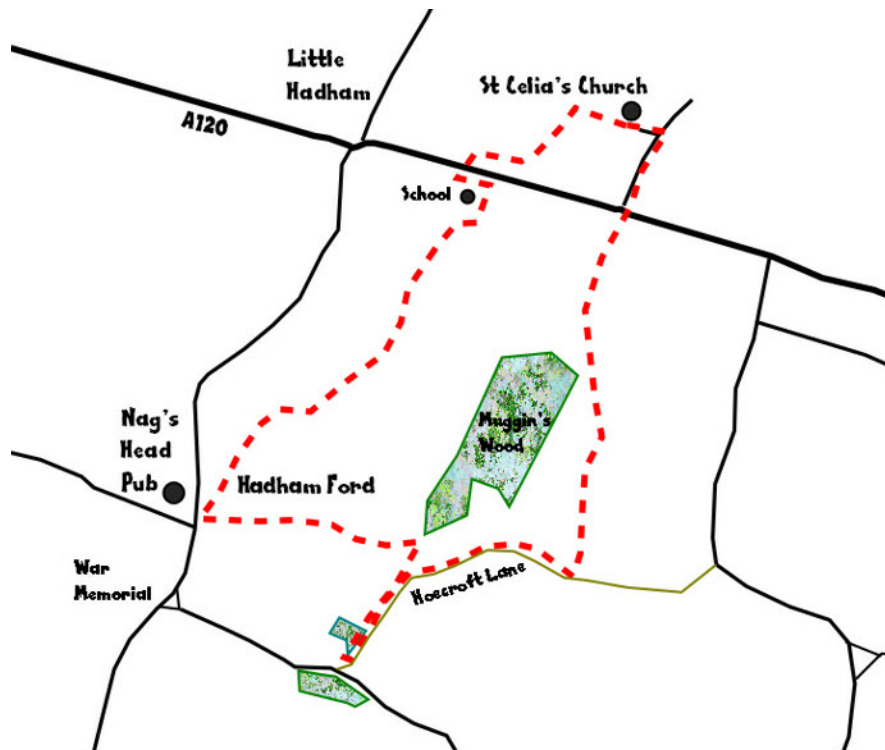 Little
Hadham
St Celia's Church
A120
School
Muggin's
Wood
Nag's
Head
Pub
Hadham Ford
War
Memorial
Hoecroft Lane